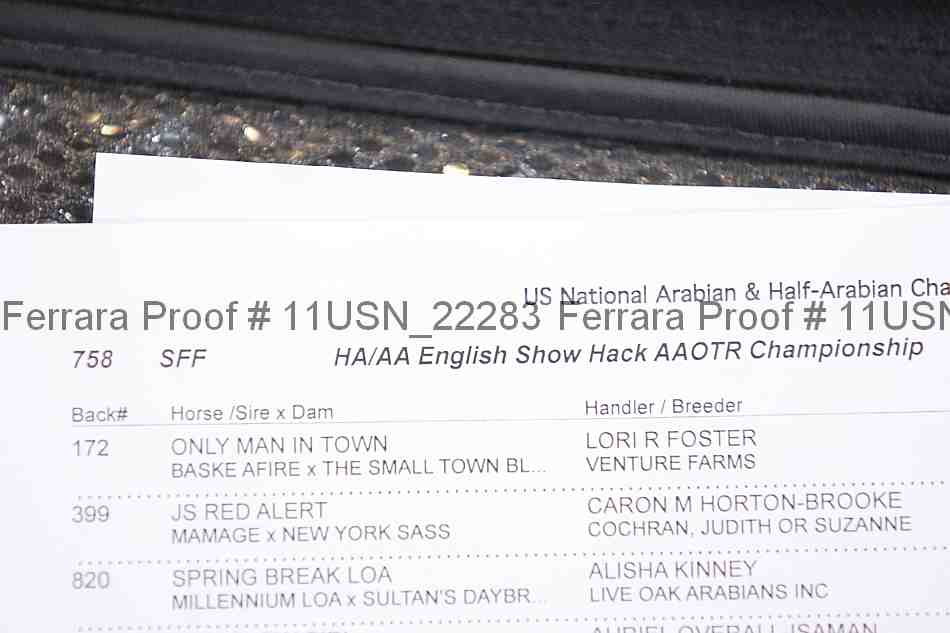 US National Arabian & Half-Arabian Cha
Ferrara Proof # 11USN_22283 Ferrara Proof # 11USN
758 SFF HA/AA English Show Hack AAOTR Championship
Back# Horse /Sire x Dam Handler / Breeder
172 ONLY MAN IN TOWN LORI R FOSTER
BASKE AFIRE x THE SMALL TOWN BL... VENTURE FARMS
399 JS RED ALERT CARON M HORTON-BROOKE
MAMAGE x NEW YORK SASS COCHRAN, JUDITH OR SUZANNE
820 SPRING BREAK LOA ALISHA KINNEY
MILLENNIUM LOA x SULTAN'S DAYBR... LIVE OAK ARABIANS INC